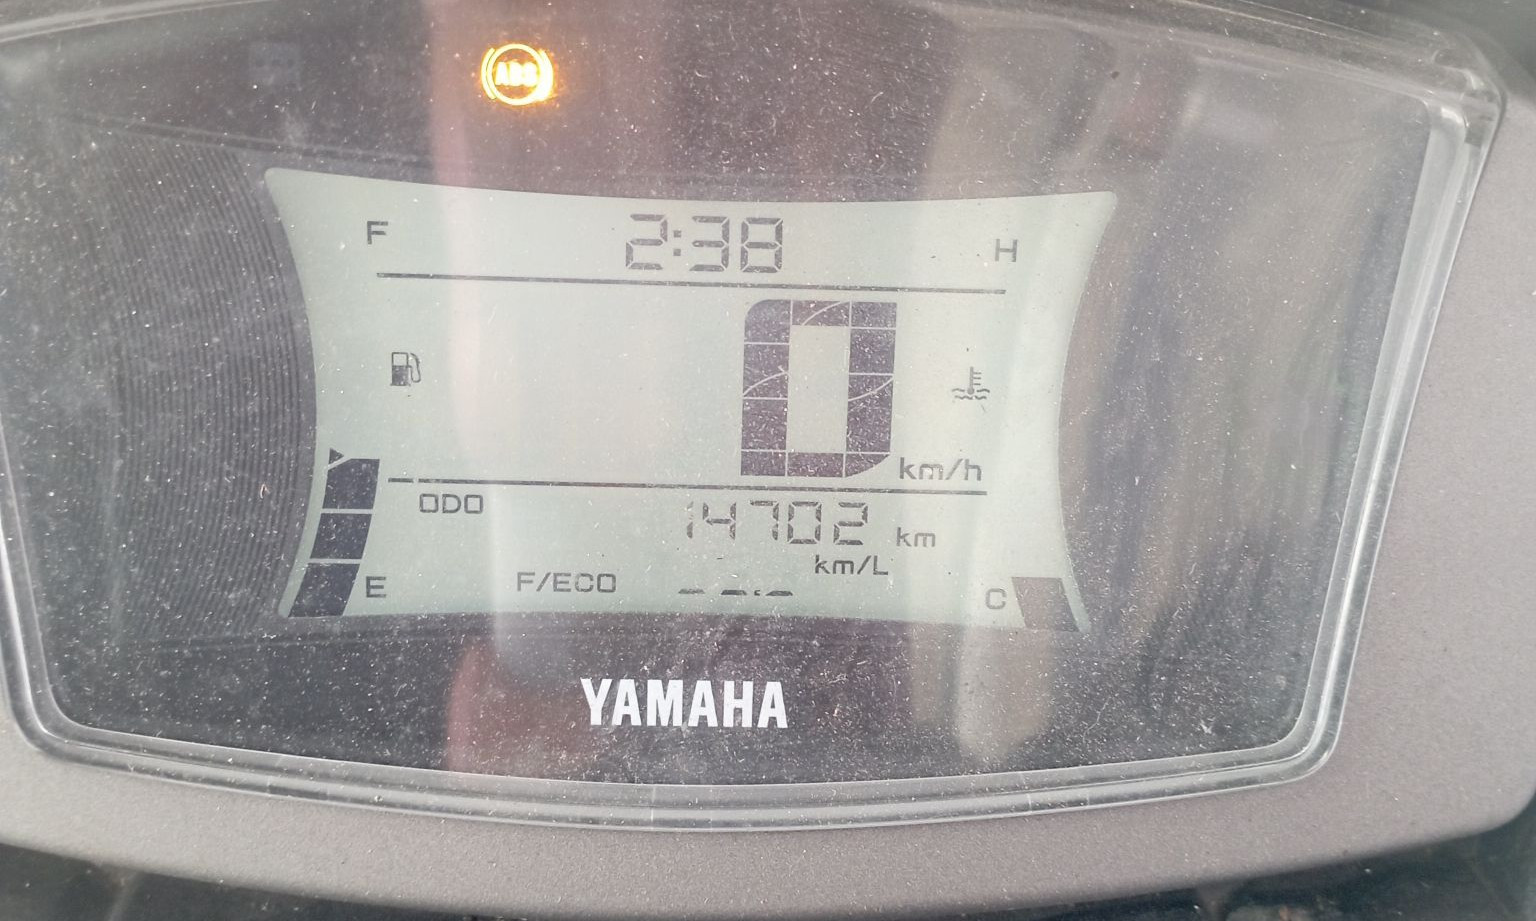 ABS
F 2:38 H
0
km/h
ODO 14702 km
km/L
E F/ECO --.- C
YAMAHA